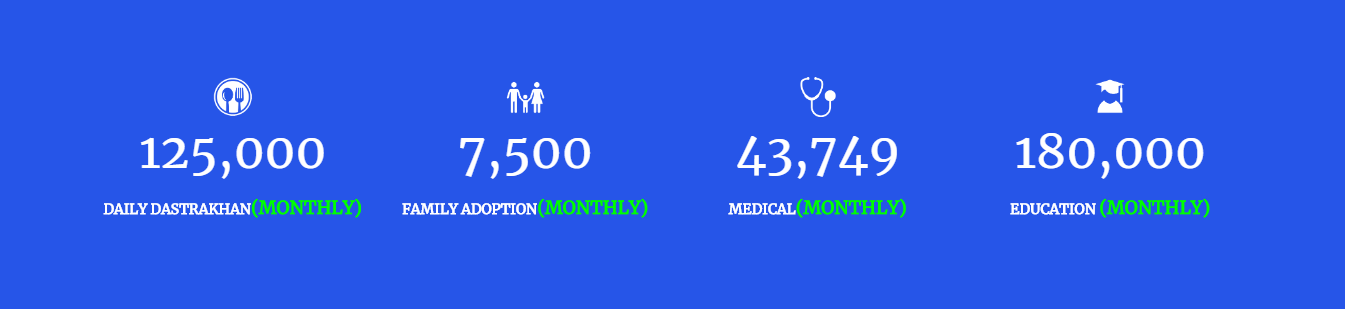 125,000
7,500
43,749
180,000
DAILY DASTRAKHAN(MONTHLY)
FAMILY ADOPTION(MONTHLY)
MEDICAL(MONTHLY)
EDUCATION (MONTHLY)